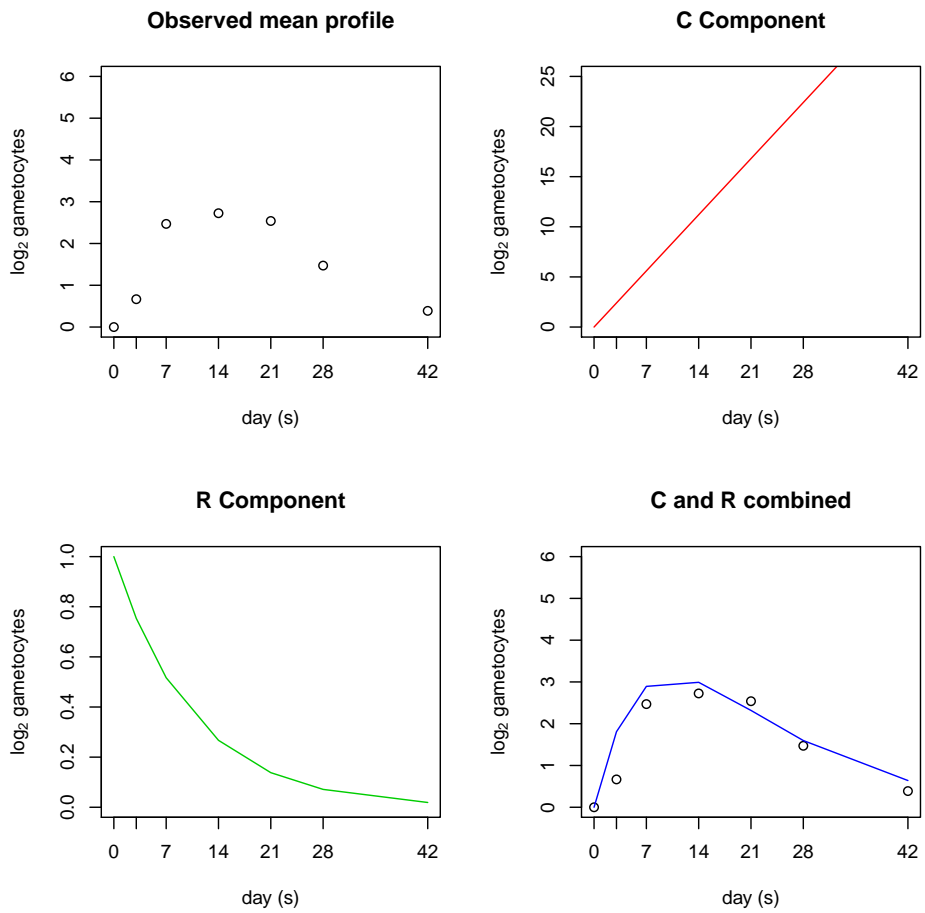 Observed mean profile
log₂ gametocytes
6
5
4
3
2
1
0
0 7 14 21 28 42
day (s)
C Component
log₂ gametocytes
25
20
15
10
5
0
0 7 14 21 28 42
day (s)
R Component
log₂ gametocytes
1.0
0.8
0.6
0.4
0.2
0.0
0 7 14 21 28 42
day (s)
C and R combined
log₂ gametocytes
6
5
4
3
2
1
0
0 7 14 21 28 42
day (s)